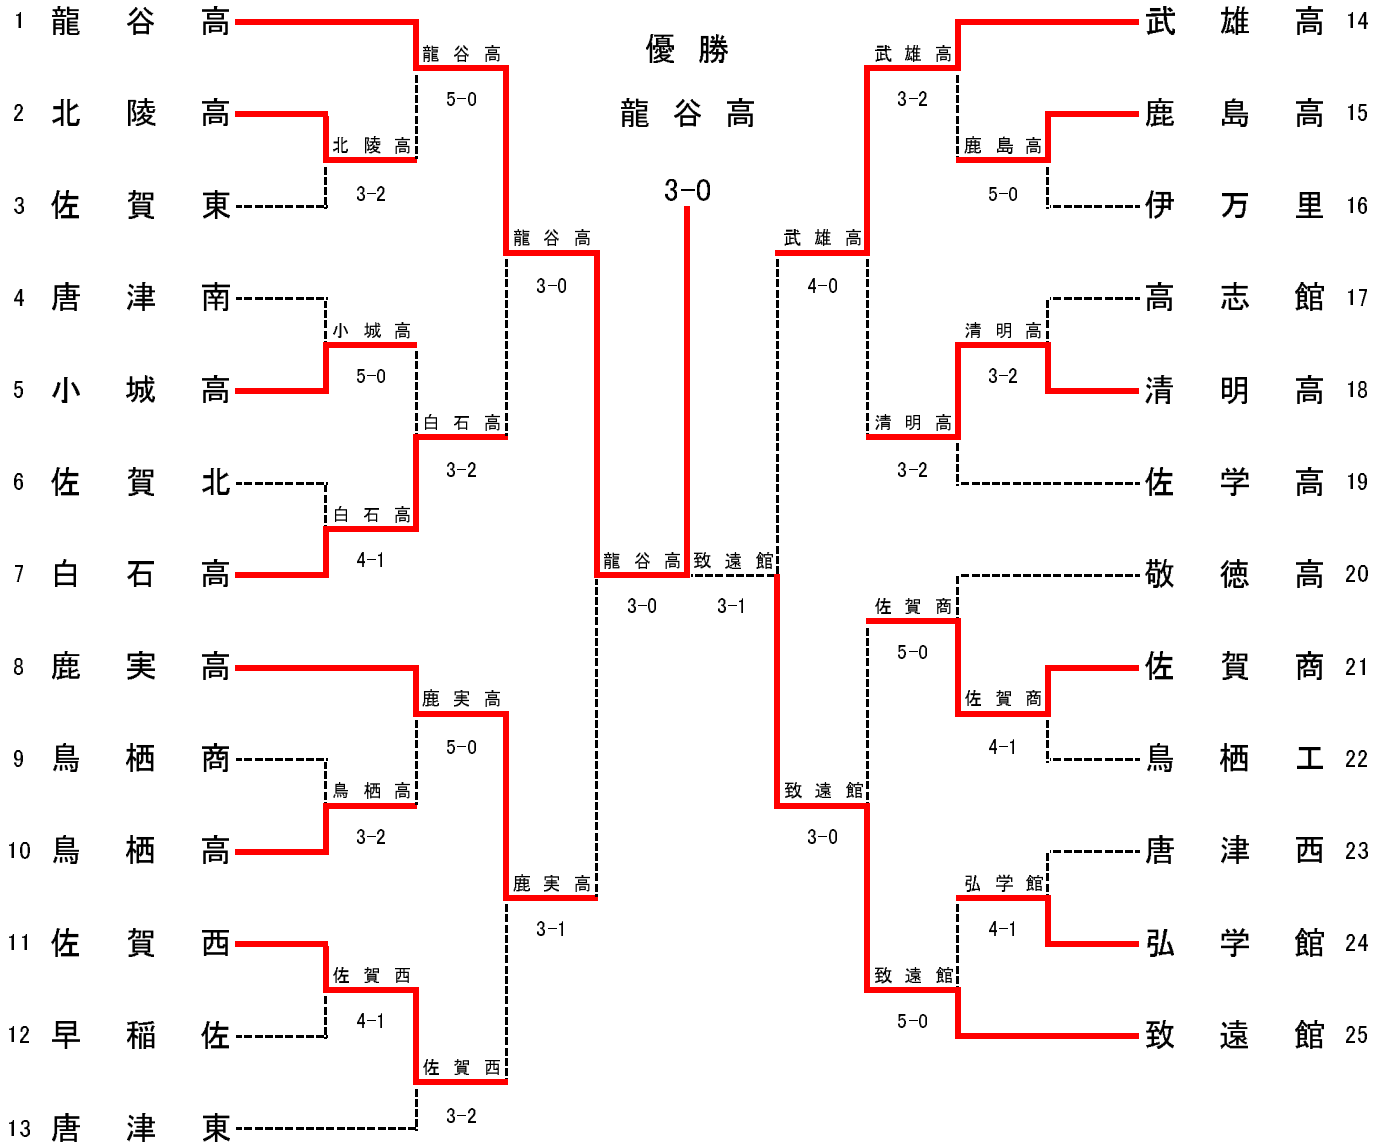 優勝
龍谷高
3-0
1 龍谷高
2 北陵高
3 佐賀東
4 唐津南
5 小城高
6 佐賀北
7 白石高
8 鹿実高
9 鳥栖商
10 鳥栖高
11 佐賀西
12 早稲佐
13 唐津東
北陵高
3-2
小城高
5-0
白石高
4-1
鳥栖高
3-2
佐賀西
4-1
龍谷高
5-0
白石高
3-2
鹿実高
5-0
佐賀西
3-2
龍谷高
3-0
鹿実高
3-1
龍谷高
3-0
致遠館
3-1
武雄高
4-0
致遠館
3-0
武雄高
3-2
清明高
3-2
佐賀商
5-0
致遠館
5-0
鹿島高
5-0
清明高
3-2
佐賀商
4-1
弘学館
4-1
武雄高 14
鹿島高 15
伊万里 16
高志館 17
清明高 18
佐学高 19
敬徳高 20
佐賀商 21
鳥栖工 22
唐津西 23
弘学館 24
致遠館 25